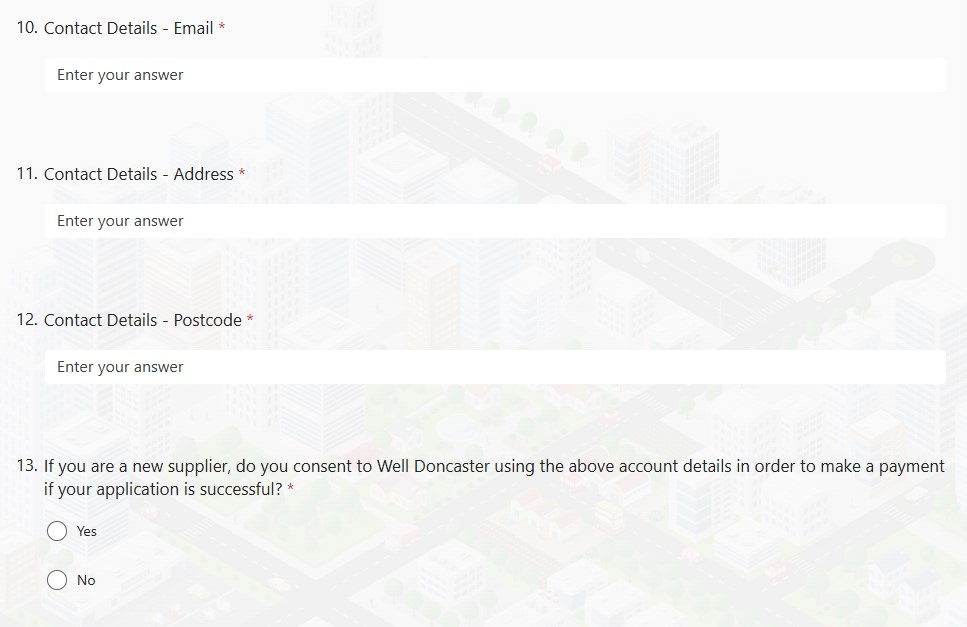 10. Contact Details - Email *
Enter your answer
11. Contact Details - Address *
Enter your answer
12. Contact Details - Postcode *
Enter your answer
13. If you are a new supplier, do you consent to Well Doncaster using the above account details in order to make a payment
if your application is successful? *
Yes
No